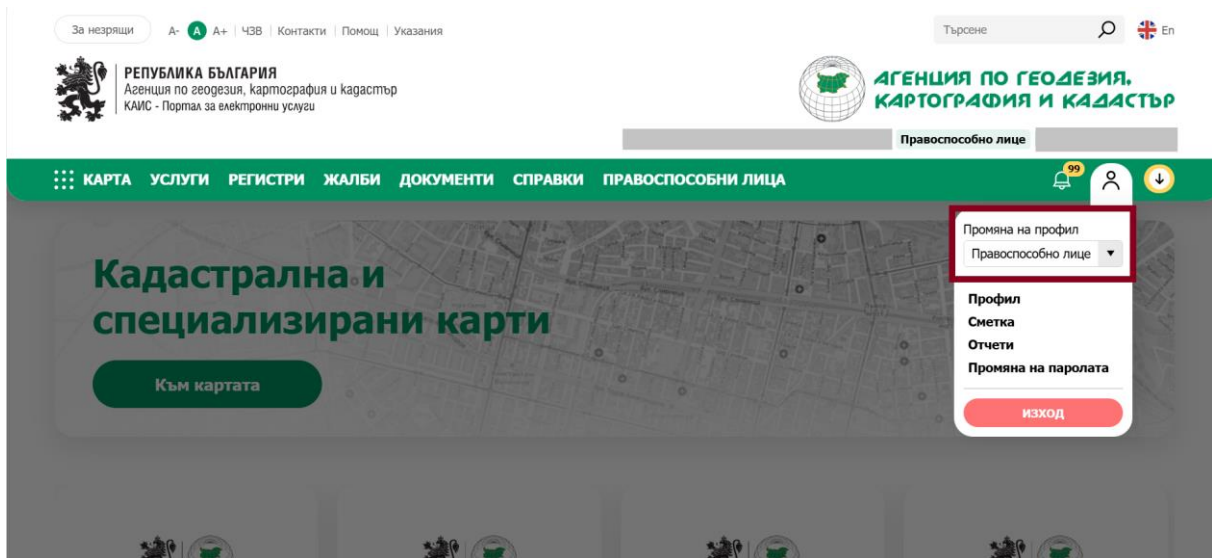 За незрящи
A- A A+ | ЧЗВ | Контакти | Помощ | Указания
Търсене
En
РЕПУБЛИКА БЪЛГАРИЯ
Агенция по геодезия, картография и кадастър
КАИС - Портал за електронни услуги
АГЕНЦИЯ ПО ГЕОДЕЗИЯ,
КАРТОГРАФИЯ И КАДАСТЪР
Правоспособно лице
КАРТА УСЛУГИ РЕГИСТРИ ЖАЛБИ ДОКУМЕНТИ СПРАВКИ ПРАВОСПОСОБНИ ЛИЦА
99
Промяна на профил
Правоспособно лице
Профил
Сметка
Отчети
Промяна на паролата
ИЗХОД
Кадастрална и
специализирани карти
Към картата